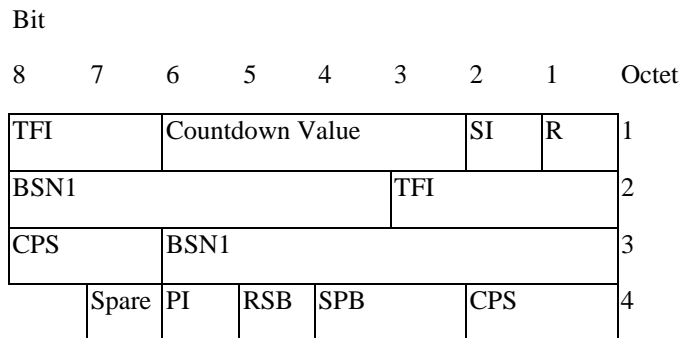 Bit
8 7 6 5 4 3 2 1 Octet
TFI Countdown Value SI R 1
BSN1 TFI 2
CPS BSN1 3
Spare PI RSB SPB CPS 4